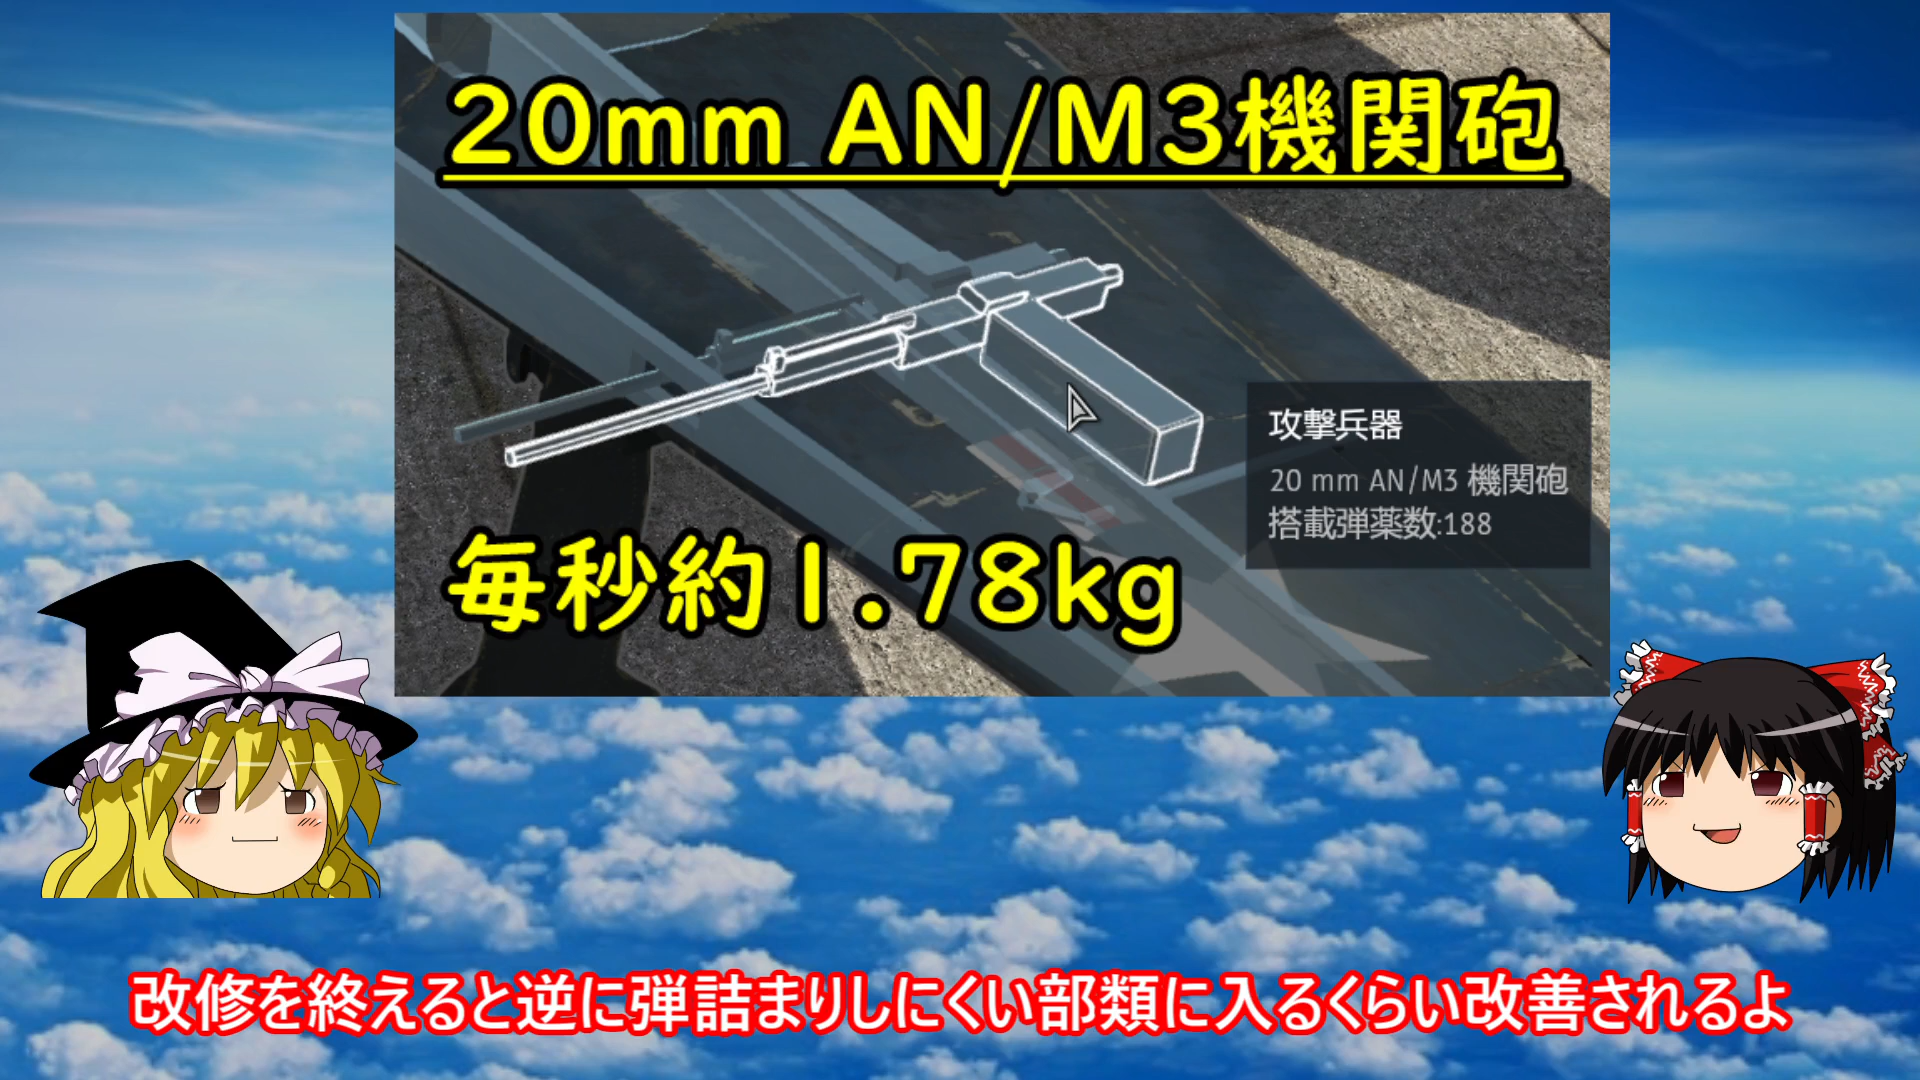 20mm AN/M3機関砲
攻撃兵器
20 mm AN/M3 機関砲
搭載弾薬数:188
毎秒約1.78kg
改修を終えると逆に弾詰まりしにくい部類に入るくらい改善されるよ